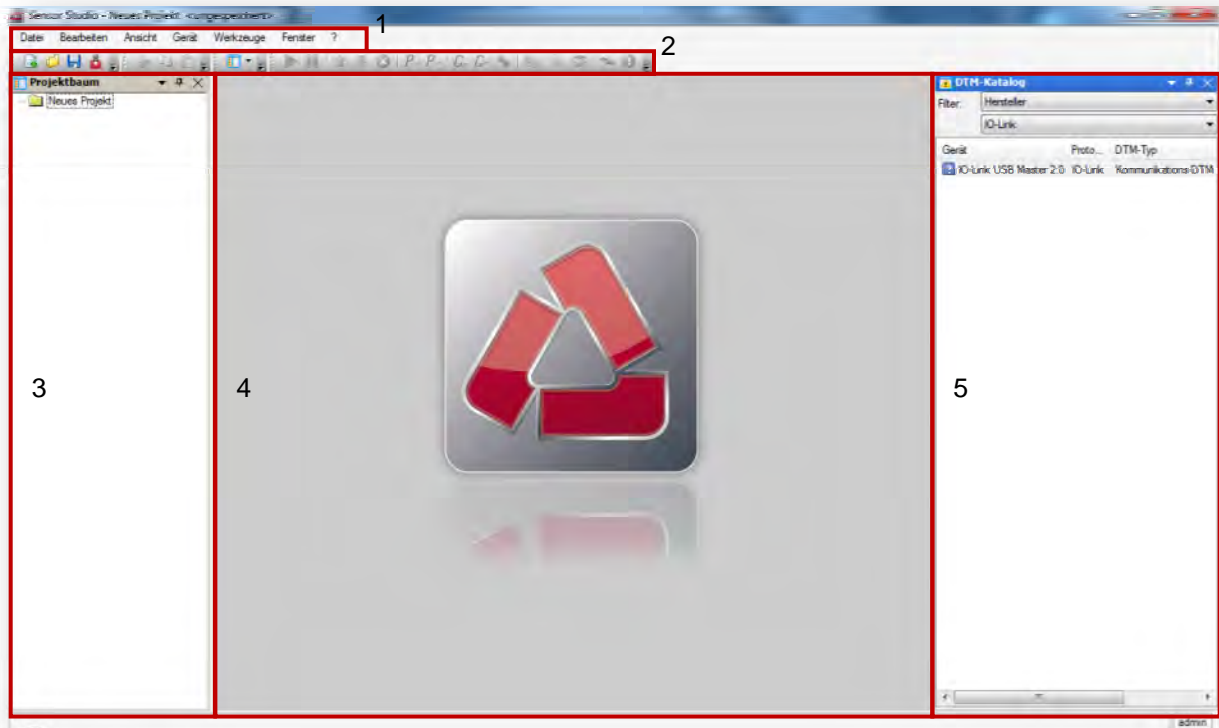 Sensor Studio - Neues Projekt <ungespeichert>
1
Datei Bearbeiten Ansicht Gerät Werkzeuge Fenster ?
2
Projektbaum
Neues Projekt
DTM-Katalog
Filter: Hersteller
IO-Link
Gerät Proto... DTM-Typ
IO-Link USB Master 2.0 IO-Link Kommunikations-DTM
3
4
5
admin